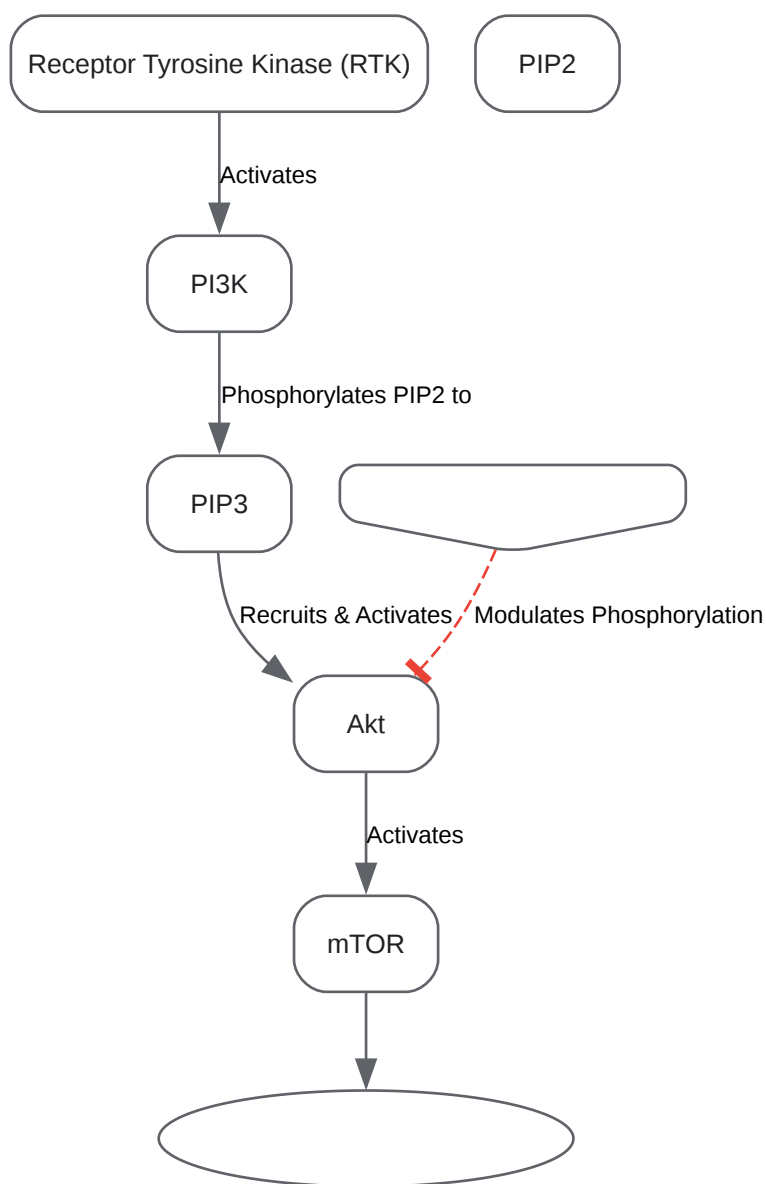 Receptor Tyrosine Kinase (RTK)
PIP2
Activates
PI3K
Phosphorylates PIP2 to
PIP3
Recruits & Activates
Modulates Phosphorylation
Akt
Activates
mTOR